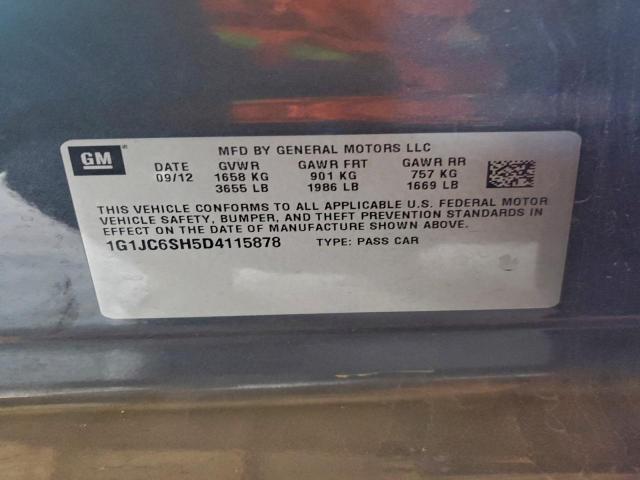 GM
MFD BY GENERAL MOTORS LLC
DATE GVWR GAWR FRT GAWR RR
09/12 1658 KG 901 KG 757 KG
3655 LB 1986 LB 1669 LB
THIS VEHICLE CONFORMS TO ALL APPLICABLE U.S. FEDERAL MOTOR
VEHICLE SAFETY, BUMPER, AND THEFT PREVENTION STANDARDS IN
EFFECT ON THE DATE OF MANUFACTURE SHOWN ABOVE.
1G1JC6SH5D4115878 TYPE: PASS CAR